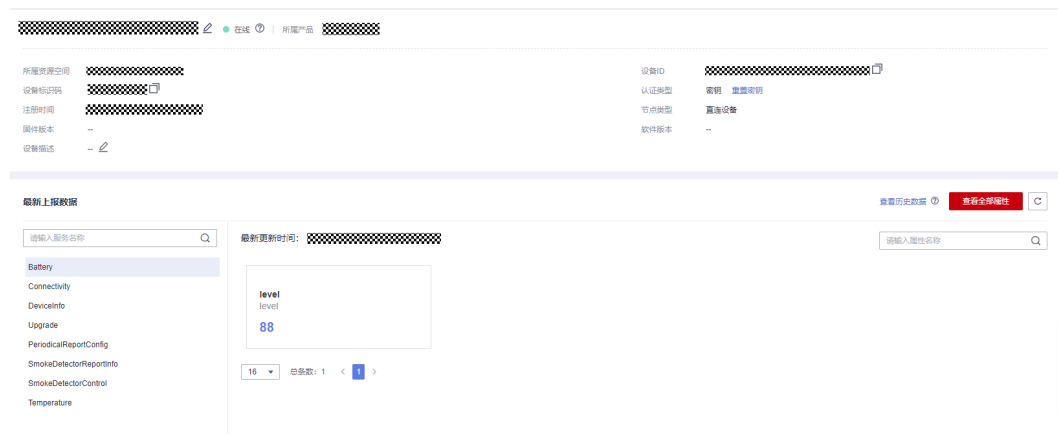 在线 所属产品
所属资源空间
设备ID
设备标识码
认证类型 密钥 重置密钥
注册时间
节点类型 直连设备
固件版本 --
软件版本 --
设备描述 --
最新上报数据
查看历史数据 查看全部属性
请输入服务名称
最新更新时间：
请输入属性名称
Battery
Connectivity
DeviceInfo
Upgrade
PeriodicalReportConfig
SmokeDetectorReportInfo
SmokeDetectorControl
Temperature
level
level
88
16 总条数：1 < 1 >